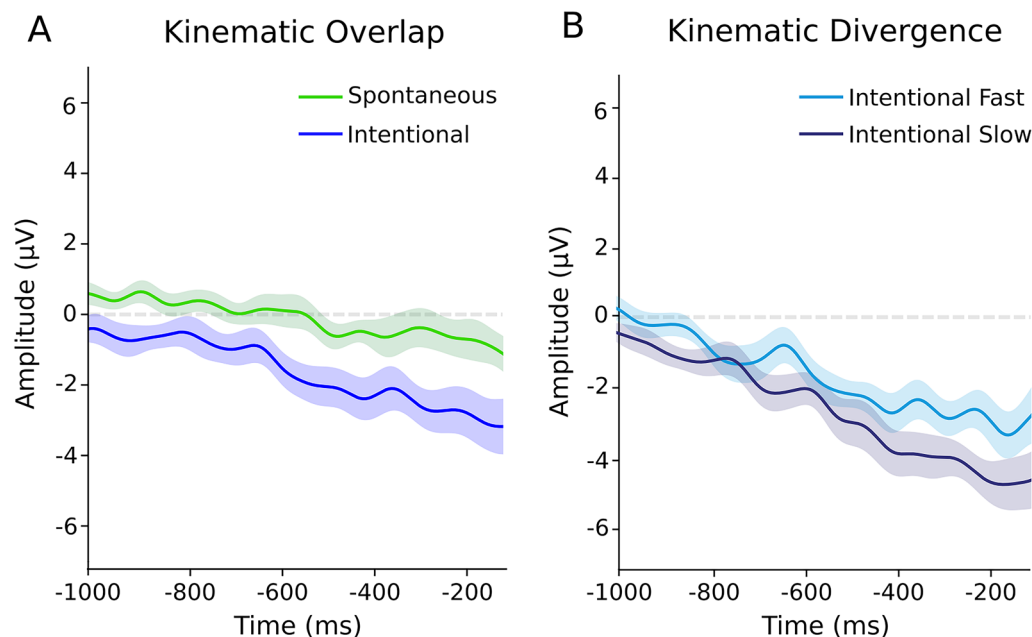 A
Kinematic Overlap
Spontaneous
Intentional
6
4
2
0
-2
-4
-6
Amplitude (µV)
-1000
-800
-600
-400
-200
Time (ms)
B
Kinematic Divergence
Intentional Fast
Intentional Slow
6
4
2
0
-2
-4
-6
Amplitude (µV)
-1000
-800
-600
-400
-200
Time (ms)